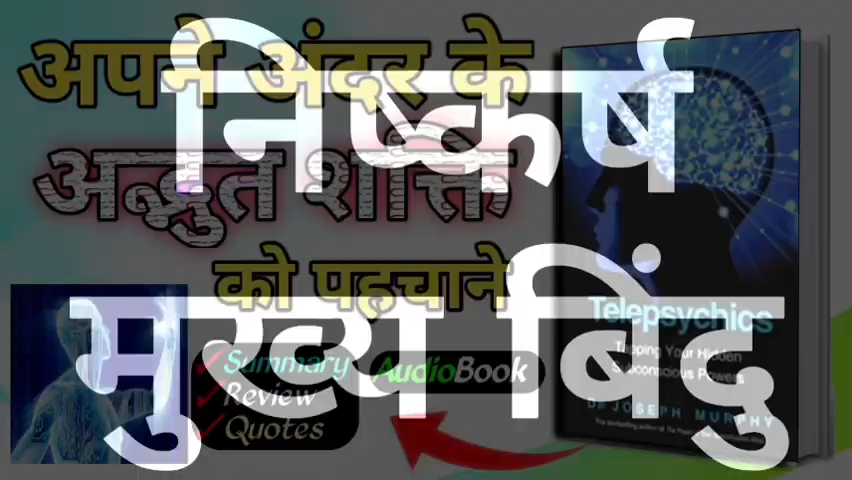 निष्कर्ष
मुख्य बिंदु
अपने अंदर के
अद्भुत शक्ति
को पहचाने
Summary
Review
Quotes
AudioBook
Telepsychics
Tapping Your Hidden
Subconscious Powers
DR JOSEPH MURPHY